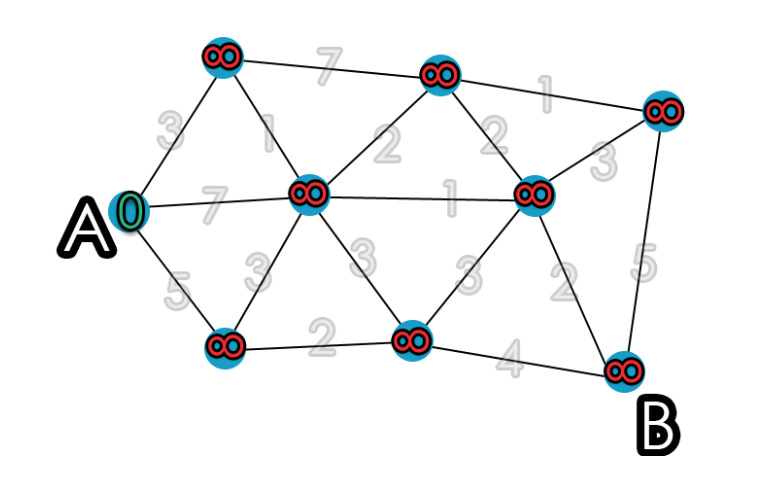 ∞ 7 ∞ 1 ∞
3 1 2 2 3
A 0 7 ∞ 1 ∞
5 3 3 3 2 5
∞ 2 ∞ 4 ∞
B